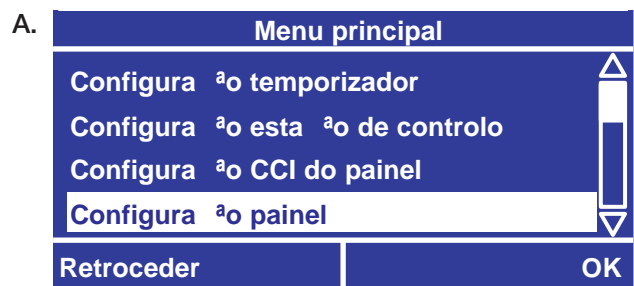 A.
Menu principal
Configura ªo temporizador
Configura ªo esta ªo de controlo
Configura ªo CCI do painel
Configura ªo painel
Retroceder OK